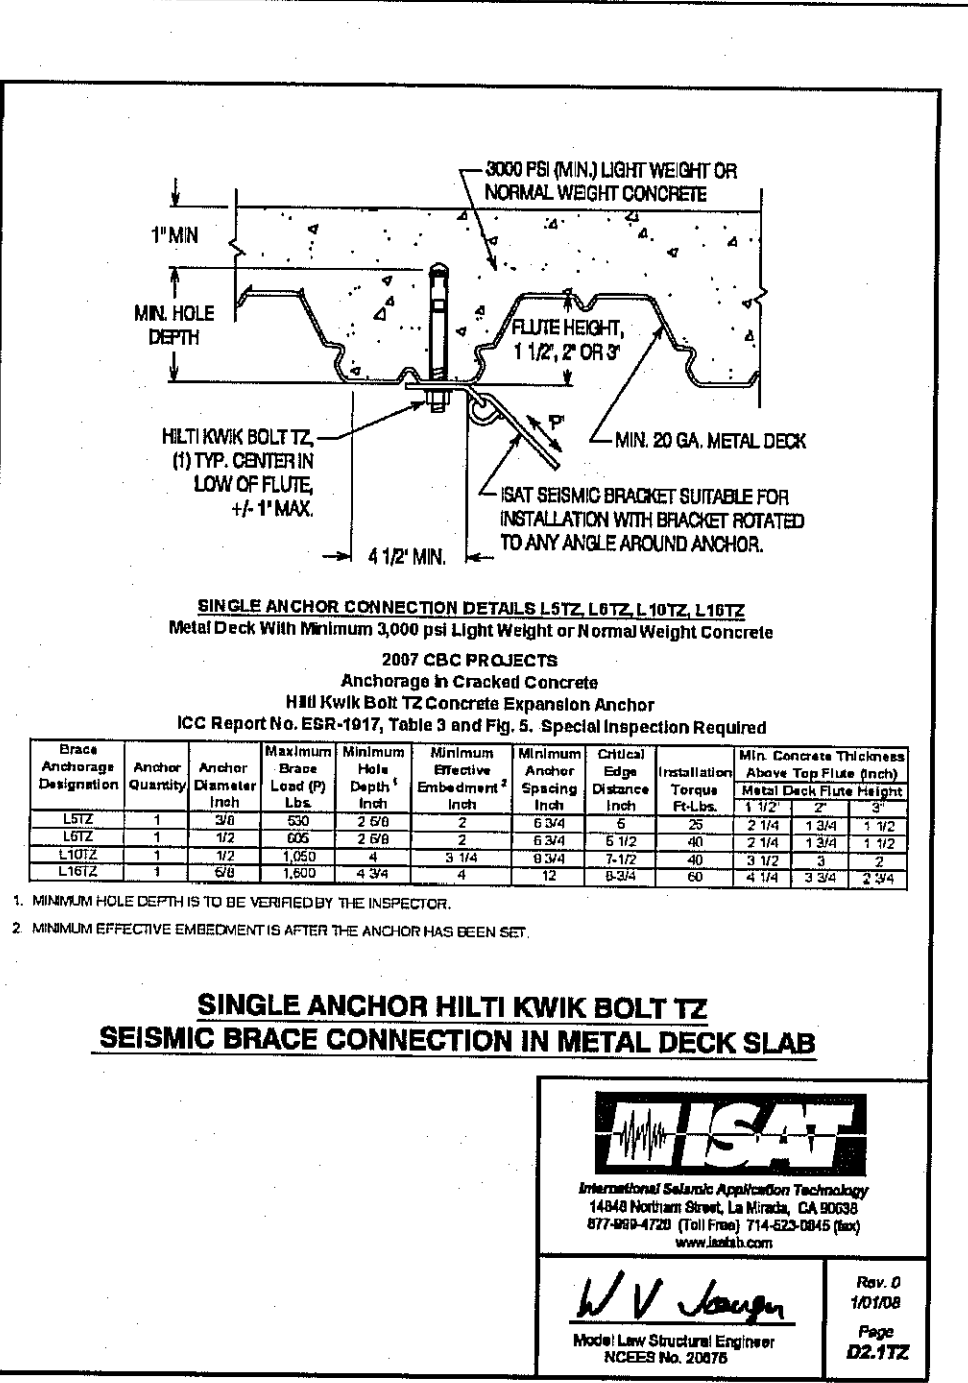 3000 PSI (MIN.) LIGHT WEIGHT OR
NORMAL WEIGHT CONCRETE
1" MIN
MIN. HOLE
DEPTH
FLUTE HEIGHT,
1 1/2", 2" OR 3"
HILTI KWIK BOLT TZ,
(1) TYP. CENTER IN
LOW OF FLUTE,
+/- 1" MAX.
"P"
MIN. 20 GA. METAL DECK
ISAT SEISMIC BRACKET SUITABLE FOR
INSTALLATION WITH BRACKET ROTATED
TO ANY ANGLE AROUND ANCHOR.
4 1/2" MIN.
SINGLE ANCHOR CONNECTION DETAILS L5TZ, L6TZ, L10TZ, L16TZ
Metal Deck With Minimum 3,000 psi Light Weight or Normal Weight Concrete
2007 CBC PROJECTS
Anchorage in Cracked Concrete
Hilti Kwik Bolt TZ Concrete Expansion Anchor
ICC Report No. ESR-1917, Table 3 and Fig. 5. Special Inspection Required
Brace Anchorage Designation | Anchor Quantity | Anchor Diameter Inch | Maximum Brace Load (P) Lbs. | Minimum Hole Depth 1 Inch | Minimum Effective Embedment 2 Inch | Minimum Anchor Spacing Inch | Critical Edge Distance Inch | Installation Torque Ft-Lbs. | Min. Concrete Thickness Above Top Flute (Inch) Metal Deck Flute Height 1 1/2" 2" 3"
L5TZ 1 3/8 530 2 5/8 2 6 3/4 5 25 2 1/4 1 3/4 1 1/2
L6TZ 1 1/2 605 2 5/8 2 6 3/4 5 1/2 40 2 1/4 1 3/4 1 1/2
L10TZ 1 1/2 1,050 4 3 1/4 9 3/4 7-1/2 40 3 1/2 3 2
L16TZ 1 5/8 1,600 4 3/4 4 12 8-3/4 60 4 1/4 3 3/4 2 3/4
1. MINIMUM HOLE DEPTH IS TO BE VERIFIED BY THE INSPECTOR.
2. MINIMUM EFFECTIVE EMBEDMENT IS AFTER THE ANCHOR HAS BEEN SET.
SINGLE ANCHOR HILTI KWIK BOLT TZ
SEISMIC BRACE CONNECTION IN METAL DECK SLAB
ISAT
International Seismic Application Technology
14848 Northam Street, La Mirada, CA 90638
877-999-4728 (Toll Free) 714-523-0845 (fax)
www.isatsb.com
Model Law Structural Engineer
NCEES No. 20675
Rev. 0
1/01/08
Page
D2.1TZ